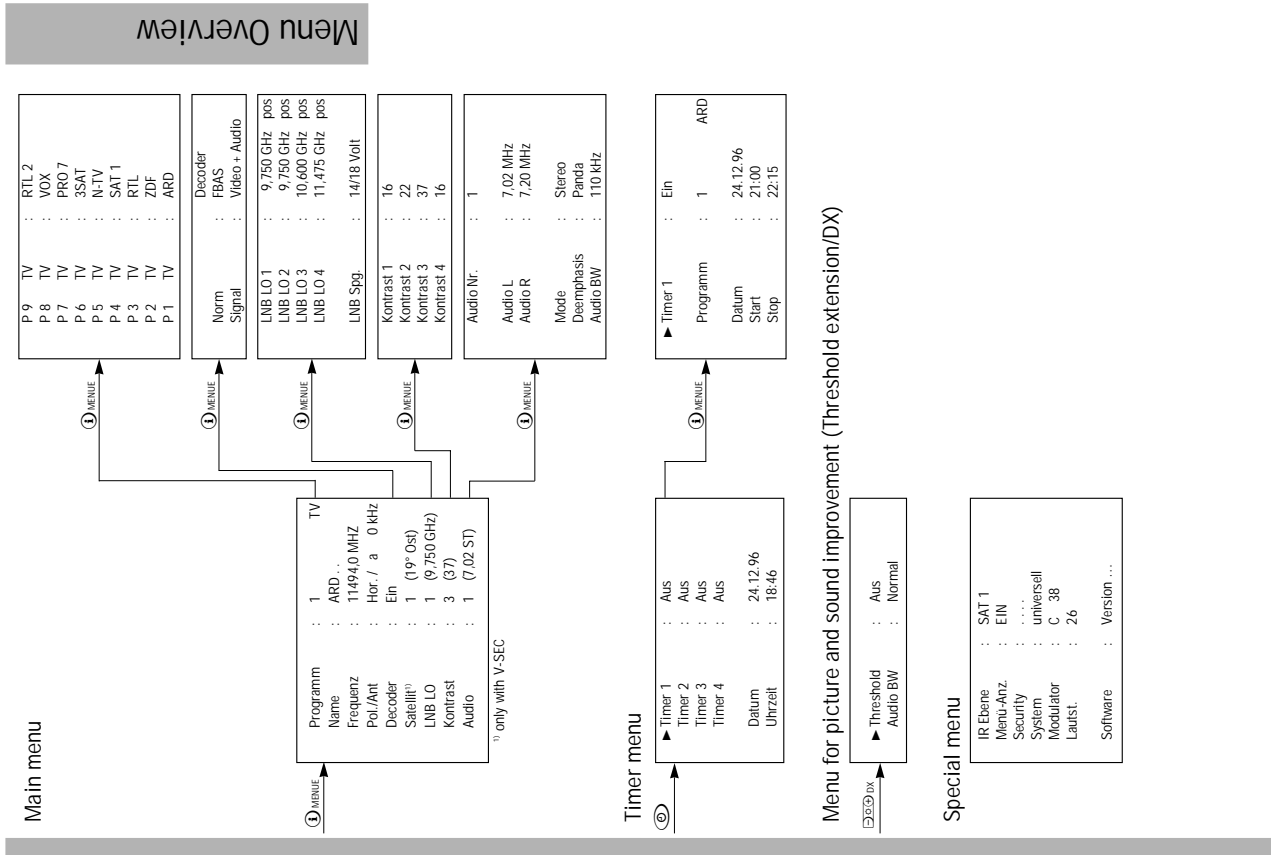 Menu Overview
Main menu
i MENUE
Programm : 1 TV
Name : ARD . .
Frequenz : 11494,0 MHZ
Pol./Ant : Hor. / a 0 kHz
Decoder : Ein
Satellit¹⁾ : 1 (19° Ost)
LNB LO : 1 (9,750 GHz)
Kontrast : 3 (37)
Audio : 1 (7,02 ST)
¹⁾ only with V-SEC
i MENUE
P 9 TV : RTL 2
P 8 TV : VOX
P 7 TV : PRO 7
P 6 TV : 3SAT
P 5 TV : N-TV
P 4 TV : SAT 1
P 3 TV : RTL
P 2 TV : ZDF
P 1 TV : ARD
i MENUE
Decoder
Norm : FBAS
Signal : Video + Audio
i MENUE
LNB LO 1 : 9,750 GHz pos
LNB LO 2 : 9,750 GHz pos
LNB LO 3 : 10,600 GHz pos
LNB LO 4 : 11,475 GHz pos
LNB Spg. : 14/18 Volt
i MENUE
Kontrast 1 : 16
Kontrast 2 : 22
Kontrast 3 : 37
Kontrast 4 : 16
i MENUE
Audio Nr. : 1
Audio L : 7,02 MHz
Audio R : 7,20 MHz
Mode : Stereo
Deemphasis : Panda
Audio BW : 110 kHz
Timer menu
► Timer 1 : Aus
Timer 2 : Aus
Timer 3 : Aus
Timer 4 : Aus
Datum : 24.12.96
Uhrzeit : 18:46
i MENUE
► Timer 1 : Ein
Programm : 1 ARD
Datum : 24.12.96
Start : 21:00
Stop : 22:15
Menu for picture and sound improvement (Threshold extension/DX)
DX
► Threshold : Aus
Audio BW : Normal
Special menu
IR Ebene : SAT 1
Menü-Anz. : EIN
Security : . . . .
System : universell
Modulator : C 38
Lautst. : 26
Software : Version ...